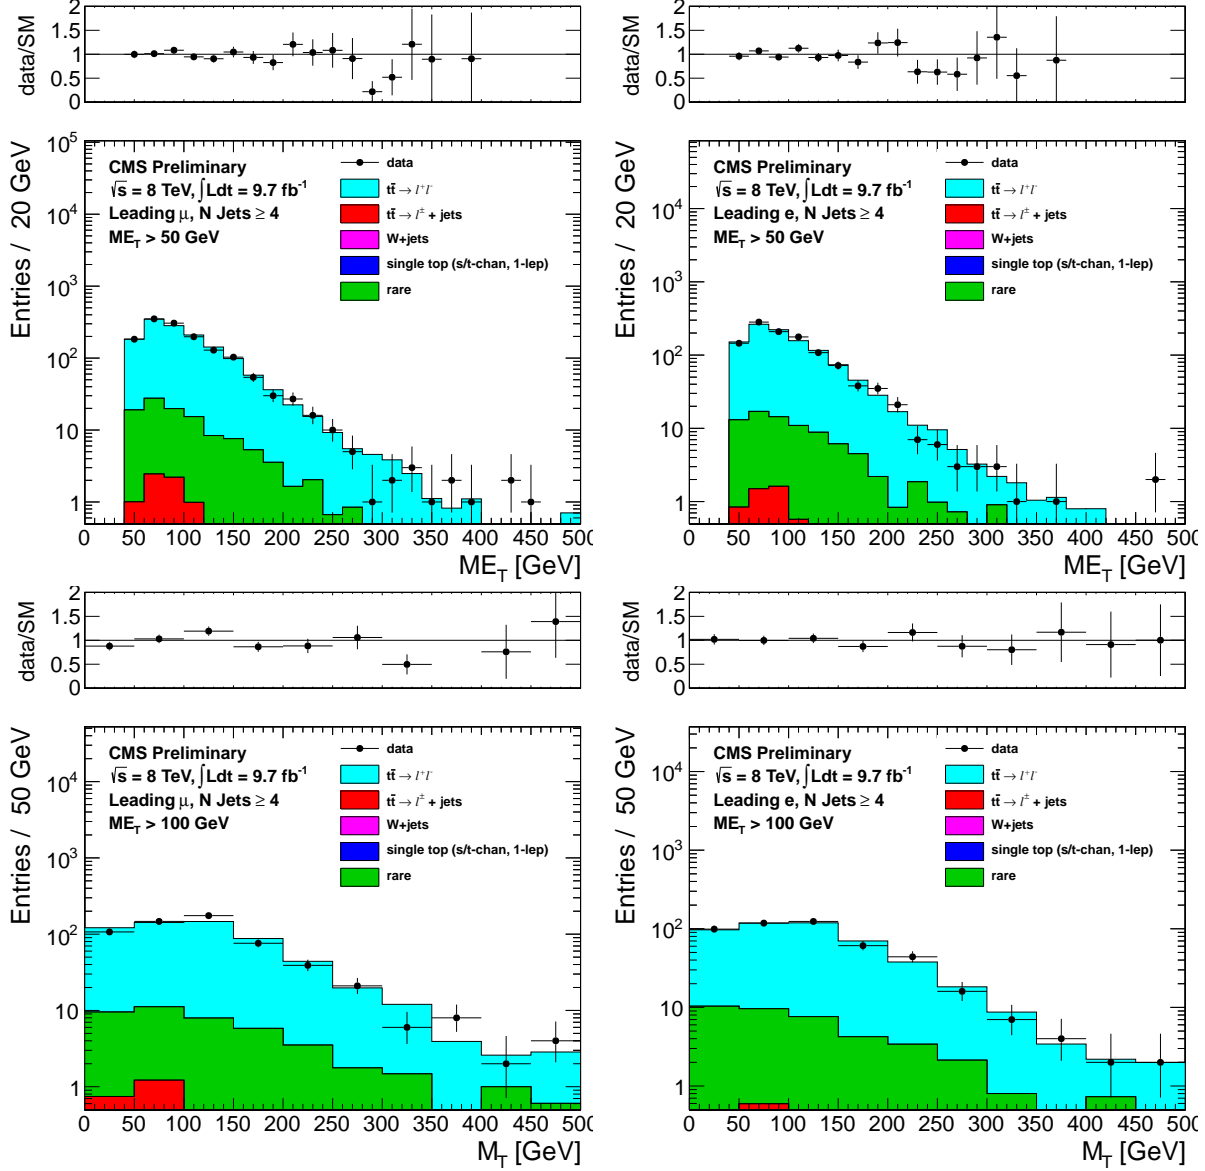 data/SM
2
1.5
1
0.5
0
data/SM
2
1.5
1
0.5
0
Entries / 20 GeV
10⁵
10⁴
10³
10²
10
1
CMS Preliminary
√s = 8 TeV, ∫Ldt = 9.7 fb⁻¹
Leading μ, N Jets ≥ 4
ME_T > 50 GeV
data
tt̄ → l⁺l⁻
tt̄ → l± + jets
W+jets
single top (s/t-chan, 1-lep)
rare
0 50 100 150 200 250 300 350 400 450 500
ME_T [GeV]
Entries / 20 GeV
10⁴
10³
10²
10
1
CMS Preliminary
√s = 8 TeV, ∫Ldt = 9.7 fb⁻¹
Leading e, N Jets ≥ 4
ME_T > 50 GeV
data
tt̄ → l⁺l⁻
tt̄ → l± + jets
W+jets
single top (s/t-chan, 1-lep)
rare
0 50 100 150 200 250 300 350 400 450 500
ME_T [GeV]
data/SM
2
1.5
1
0.5
0
data/SM
2
1.5
1
0.5
0
Entries / 50 GeV
10⁴
10³
10²
10
1
CMS Preliminary
√s = 8 TeV, ∫Ldt = 9.7 fb⁻¹
Leading μ, N Jets ≥ 4
ME_T > 100 GeV
data
tt̄ → l⁺l⁻
tt̄ → l± + jets
W+jets
single top (s/t-chan, 1-lep)
rare
0 50 100 150 200 250 300 350 400 450 500
M_T [GeV]
Entries / 50 GeV
10⁴
10³
10²
10
1
CMS Preliminary
√s = 8 TeV, ∫Ldt = 9.7 fb⁻¹
Leading e, N Jets ≥ 4
ME_T > 100 GeV
data
tt̄ → l⁺l⁻
tt̄ → l± + jets
W+jets
single top (s/t-chan, 1-lep)
rare
0 50 100 150 200 250 300 350 400 450 500
M_T [GeV]